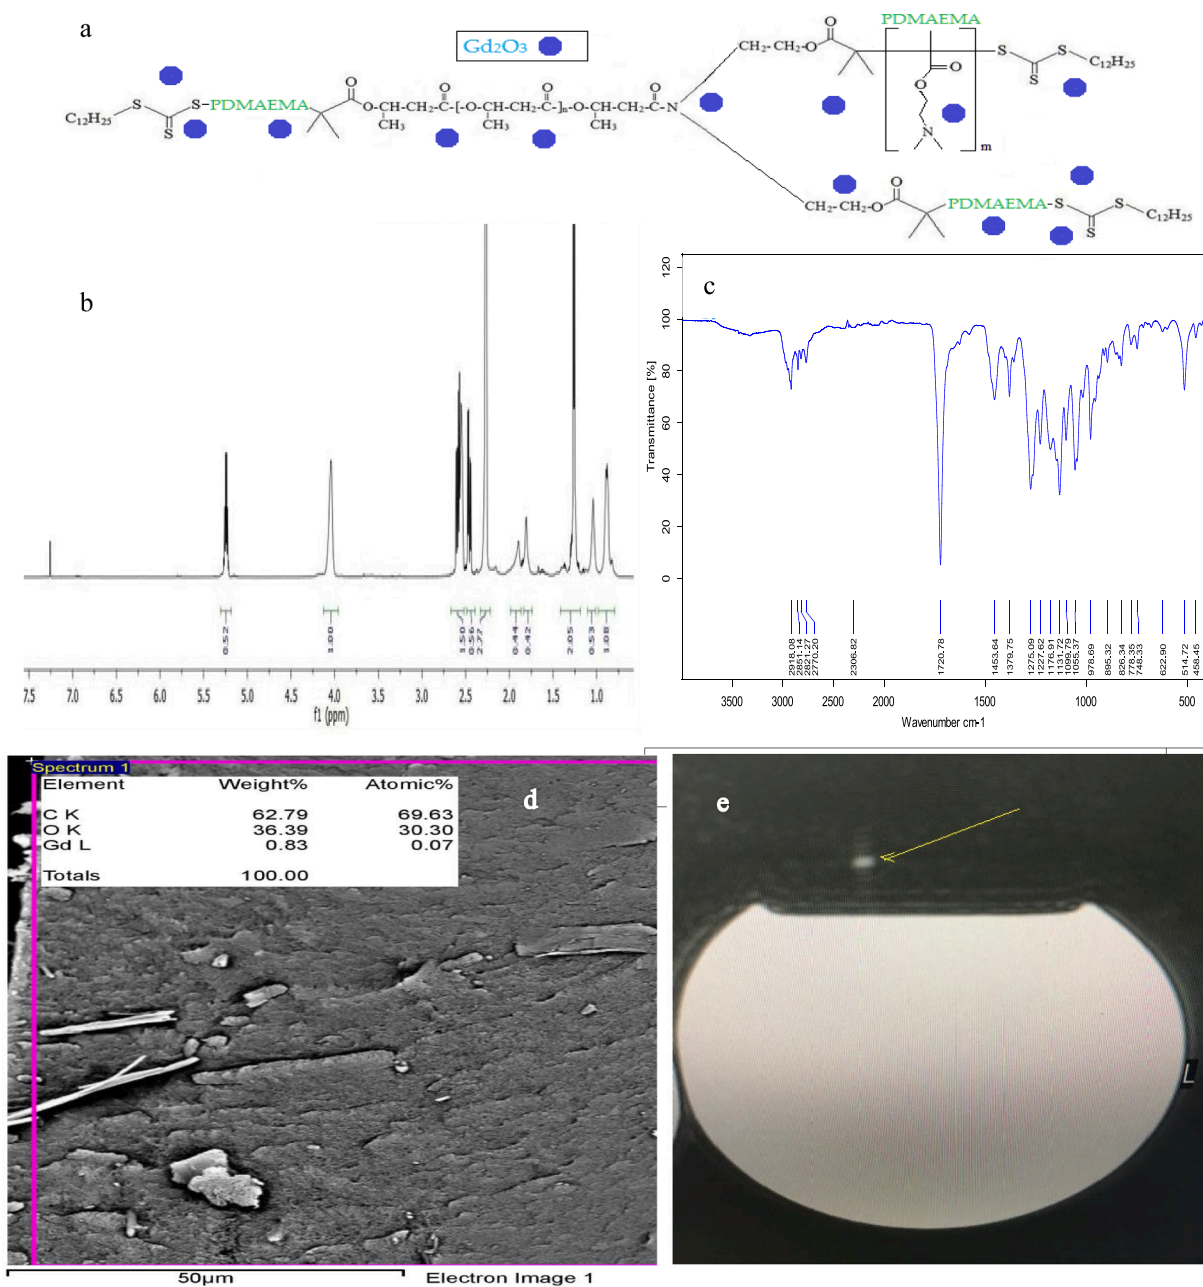 a
Gd2O3
C12H25
S
S
S-PDMAEMA
O
O-CH-CH2-C-[-O-CH-CH2-C-]n-O-CH-CH2-C-N
O
O
O
CH3
CH3
CH3
CH2-CH2-O
O
PDMAEMA
O
O
N
m
S
S
S
C12H25
CH2-CH2-O
O
PDMAEMA-S
S
S
C12H25
b
0.52
1.00
1.50
0.56
2.77
0.44
0.42
2.05
0.53
1.08
7.5 7.0 6.5 6.0 5.5 5.0 4.5 4.0 3.5 3.0 2.5 2.0 1.5 1.0
f1 (ppm)
c
Transmittance [%]
120
100
80
60
40
20
0
2918.08
2851.14
2821.27
2770.20
2306.82
1720.78
1453.64
1379.75
1275.09
1227.62
1176.91
1131.72
1099.79
1055.37
978.69
895.32
826.34
778.35
748.33
622.90
514.72
458.45
3500 3000 2500 2000 1500 1000 500
Wavenumber cm-1
Spectrum 1
Element Weight% Atomic%
C K 62.79 69.63
O K 36.39 30.30
Gd L 0.83 0.07
Totals 100.00
d
50µm Electron Image 1
e
L